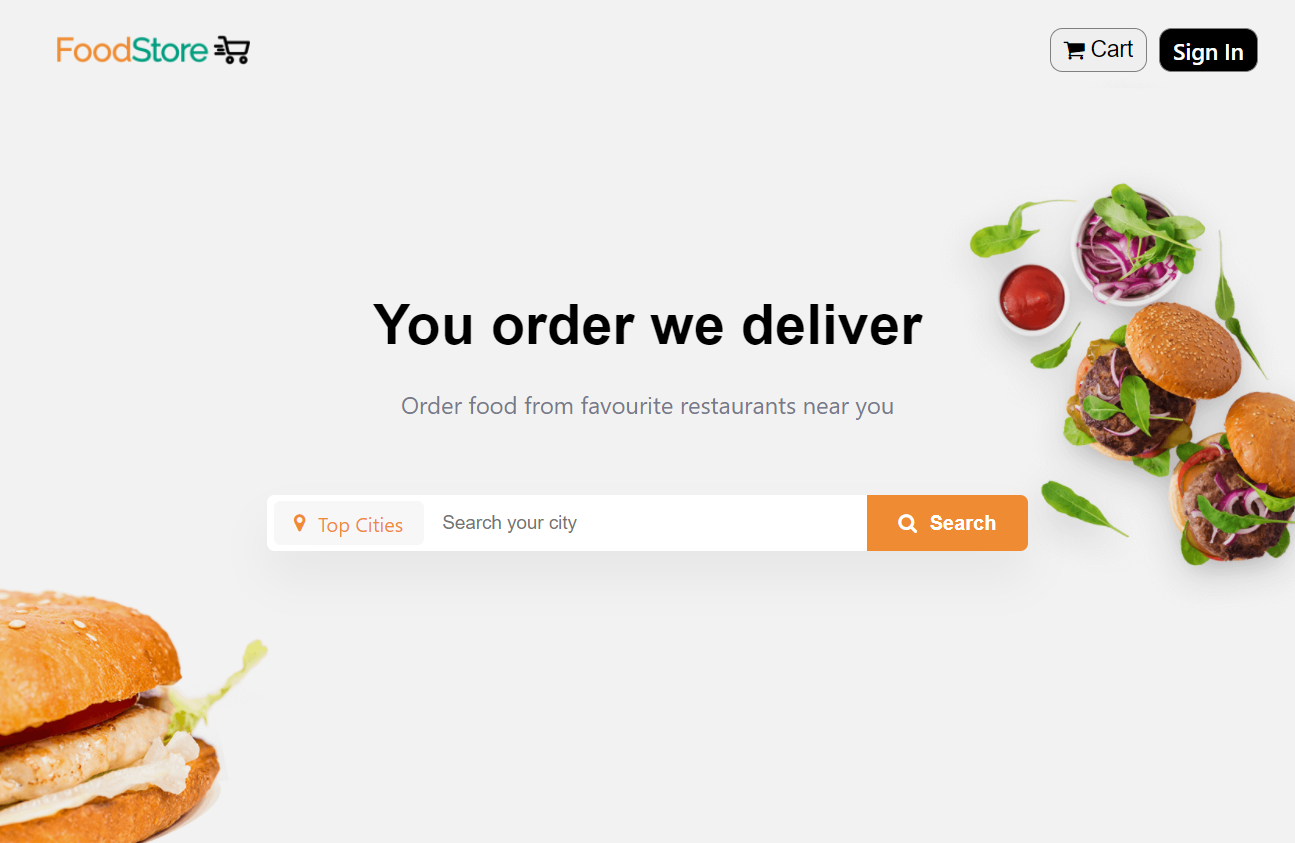 FoodStore
Cart
Sign In
You order we deliver
Order food from favourite restaurants near you
Top Cities
Search your city
Search